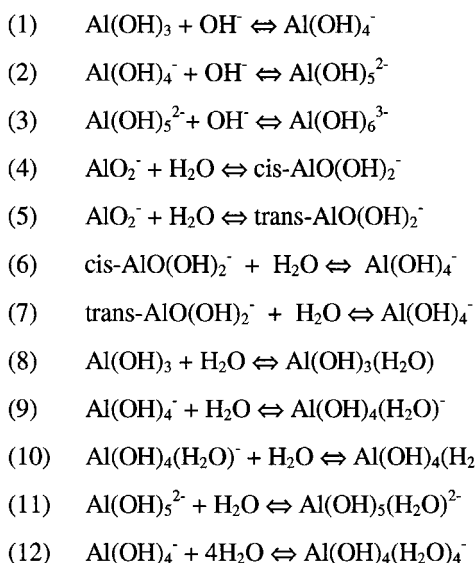 (1) Al(OH)₃ + OH⁻ ⇔ Al(OH)₄⁻
(2) Al(OH)₄⁻ + OH⁻ ⇔ Al(OH)₅²⁻
(3) Al(OH)₅²⁻ + OH⁻ ⇔ Al(OH)₆³⁻
(4) AlO₂⁻ + H₂O ⇔ cis-AlO(OH)₂⁻
(5) AlO₂⁻ + H₂O ⇔ trans-AlO(OH)₂⁻
(6) cis-AlO(OH)₂⁻ + H₂O ⇔ Al(OH)₄⁻
(7) trans-AlO(OH)₂⁻ + H₂O ⇔ Al(OH)₄⁻
(8) Al(OH)₃ + H₂O ⇔ Al(OH)₃(H₂O)
(9) Al(OH)₄⁻ + H₂O ⇔ Al(OH)₄(H₂O)⁻
(10) Al(OH)₄(H₂O)⁻ + H₂O ⇔ Al(OH)₄(H₂
(11) Al(OH)₅²⁻ + H₂O ⇔ Al(OH)₅(H₂O)²⁻
(12) Al(OH)₄⁻ + 4H₂O ⇔ Al(OH)₄(H₂O)₄⁻